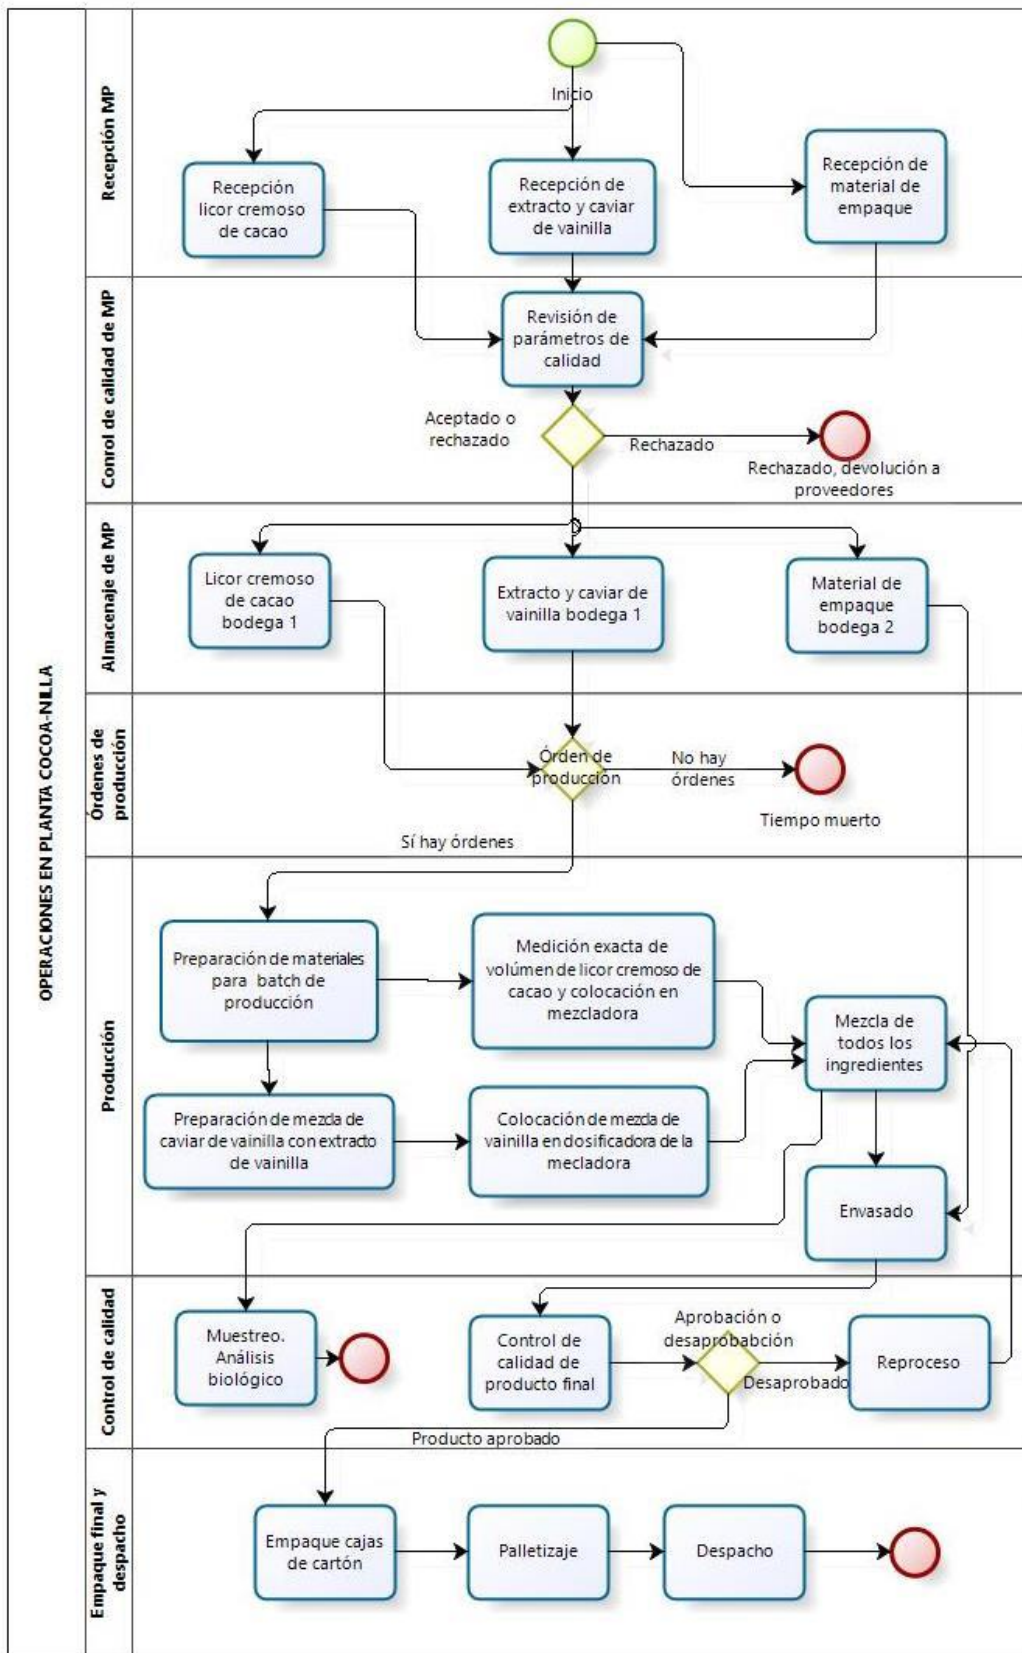 OPERACIONES EN PLANTA COCOA-NILLA
Recepción MP
Inicio
Recepción
licor cremoso
de cacao
Recepción de
extracto y caviar
de vainilla
Recepción de
material de
empaque
Conrol de calidad de MP
Revisión de
parámetros de
calidad
Aceptado o
rechazado
Rechazado
Rechazado, devolución a
proveedores
Almacenaje de MP
Licor cremoso
de cacao
bodega 1
Extracto y caviar de
vainilla bodega 1
Material de
empaque
bodega 2
Órdenes de
producción
Órden de
producción
No hay
órdenes
Tiempo muerto
Sí hay órdenes
Producción
Preparación de materiales
para batch de
producción
Medición exacta de
volúmen de licor cremoso de
cacao y colocación en
mezcladora
Mezcla de
todos los
ingredientes
Preparación de mezcla de
caviar de vainilla con extracto
de vainilla
Colocación de mezcla de
vainilla en dosificadora de la
mecladora
Envasado
Control de calidad
Muestreo.
Análisis
biológico
Control de
calidad de
producto final
Aprobación o
desaprobabción
Desaprobado
Reproceso
Producto aprobado
Empaque final y
despacho
Empaque cajas
de cartón
Palletizaje
Despacho